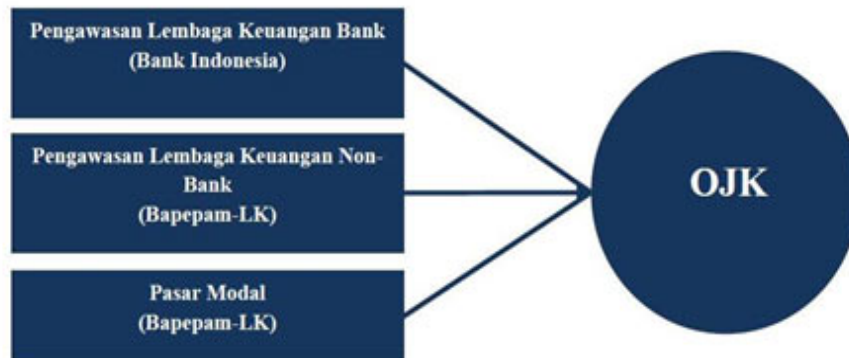 Pengawasan Lembaga Keuangan Bank
(Bank Indonesia)
Pengawasan Lembaga Keuangan Non-
Bank
(Bapepam-LK)
Pasar Modal
(Bapepam-LK)
OJK